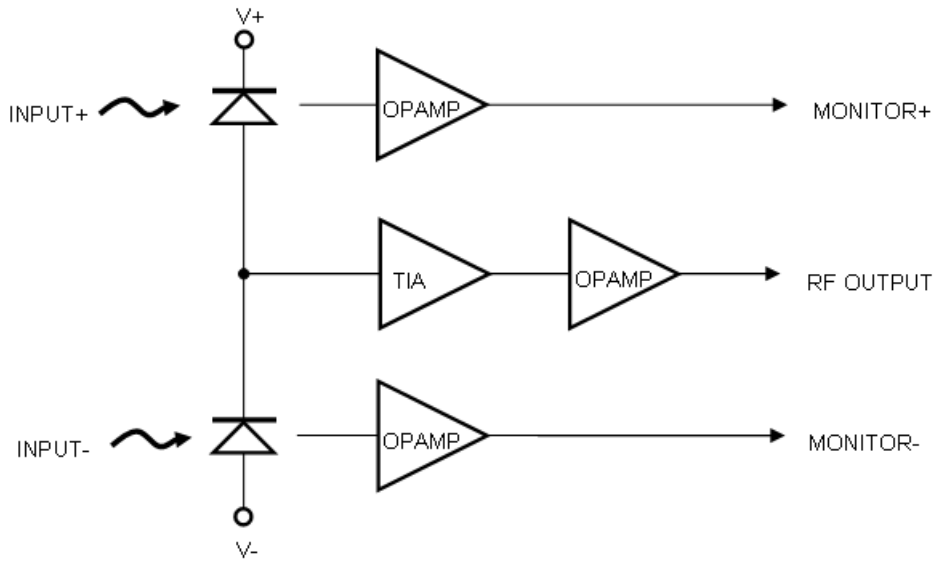 V+
INPUT+
OPAMP
MONITOR+
TIA
OPAMP
RF OUTPUT
INPUT-
OPAMP
MONITOR-
V-